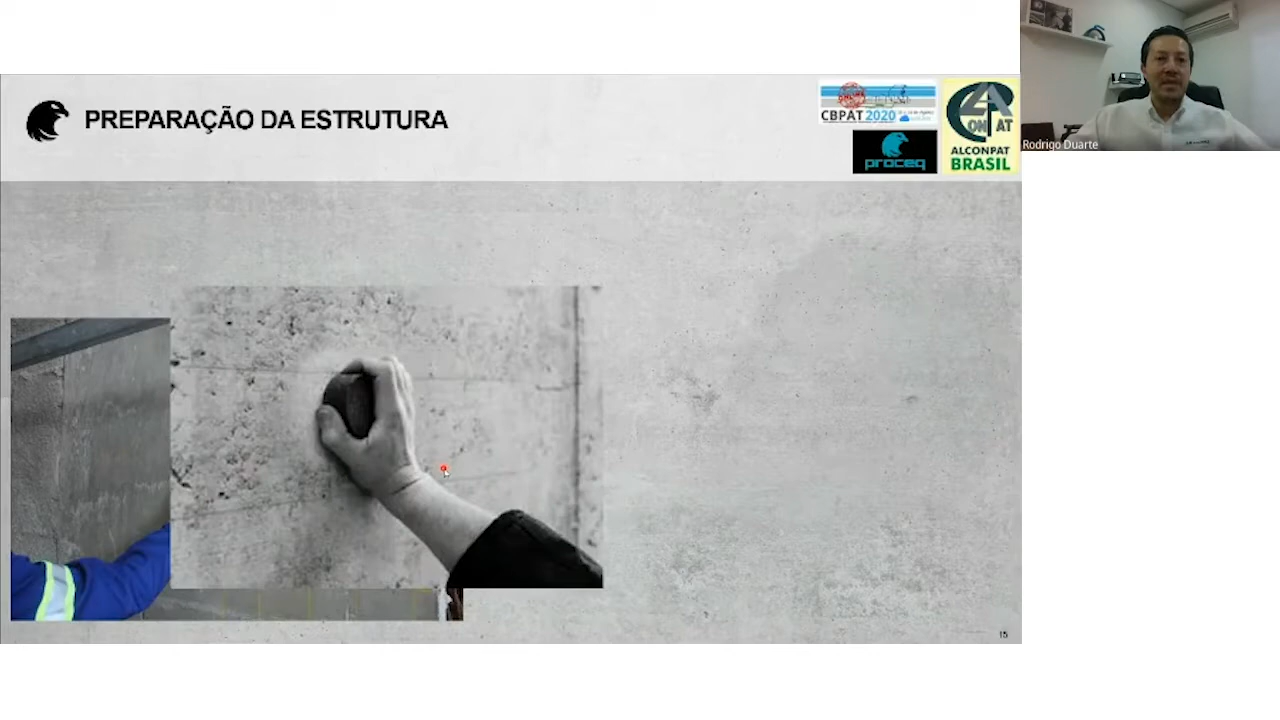 PREPARAÇÃO DA ESTRUTURA
CBPAT 2020
proceq
ALCONPAT
BRASIL
Rodrigo Duarte
15